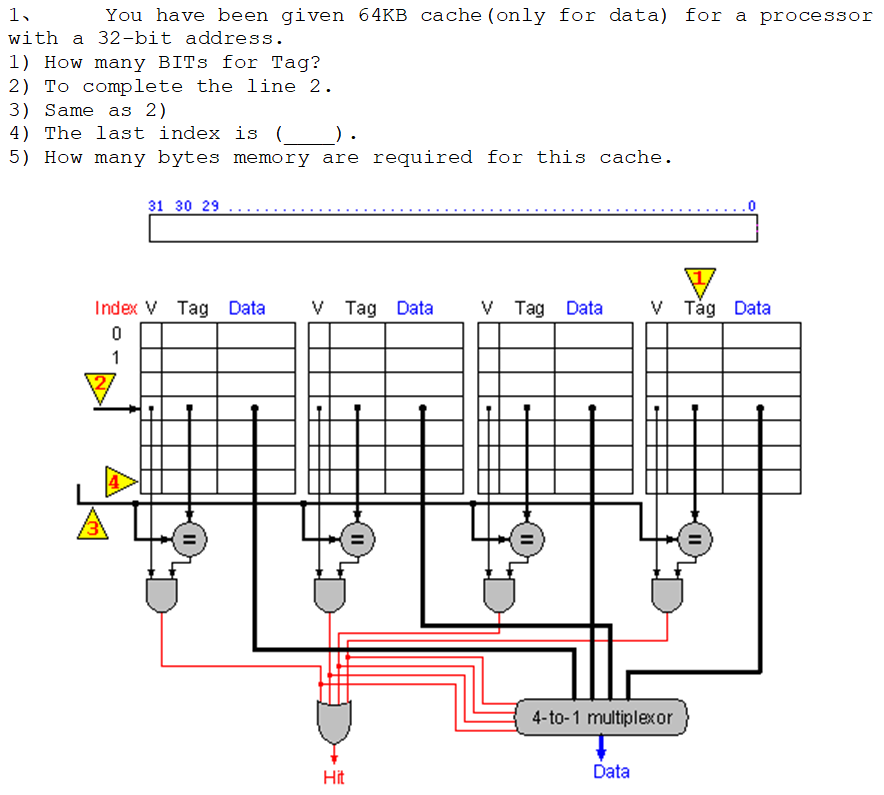 1、 You have been given 64KB cache(only for data) for a processor
with a 32-bit address.
1) How many BITs for Tag?
2) To complete the line 2.
3) Same as 2)
4) The last index is (____).
5) How many bytes memory are required for this cache.
31 30 29 ..........................................................0
1
Index V Tag Data V Tag Data V Tag Data V Tag Data
0
1
2
4
3
= = = =
4-to-1 multiplexor
Hit
Data